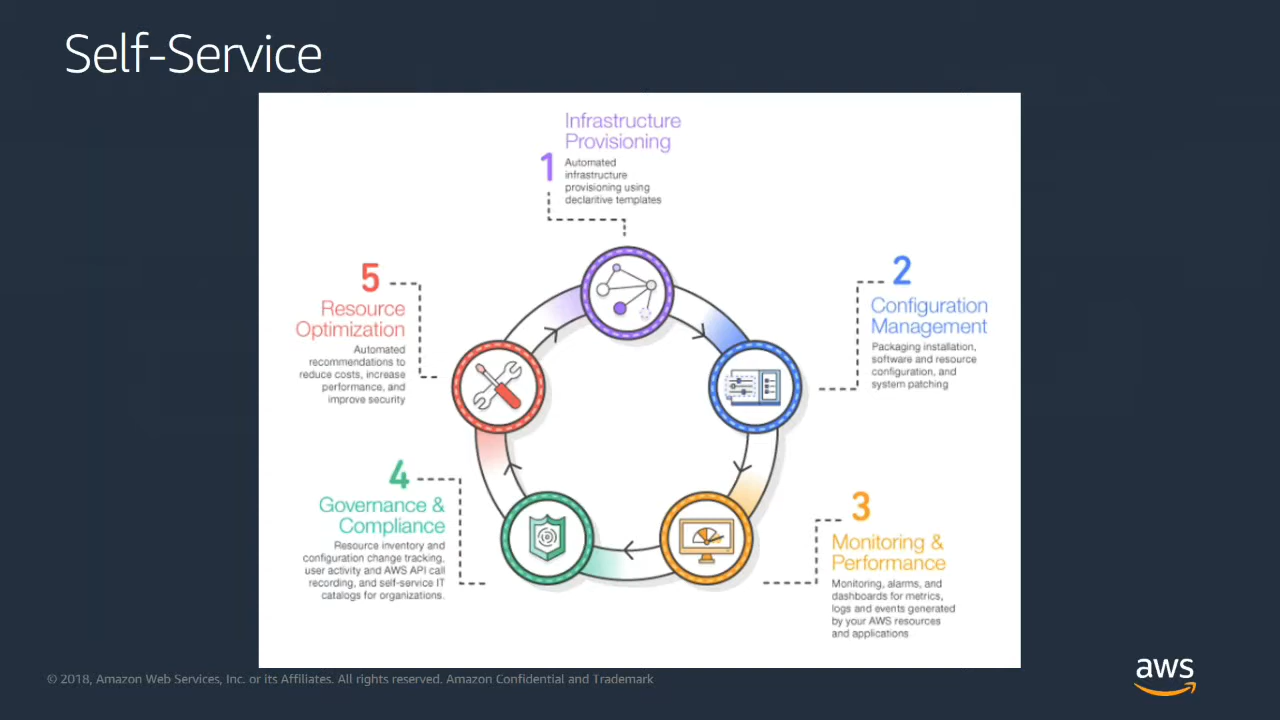 Self-Service
1
Infrastructure
Provisioning
Automated
infrastructure
provisioning using
declaritive templates
2
Configuration
Management
Packaging installation,
software and resource
configuration, and
system patching
3
Monitoring &
Performance
Monitoring, alarms, and
dashboards for metrics,
logs and events generated
by your AWS resources
and applications
4
Governance &
Compliance
Resource inventory and
configuration change tracking,
user activity and AWS API call
recording, and self-service IT
catalogs for organizations.
5
Resource
Optimization
Automated
recommendations to
reduce costs, increase
performance, and
improve security
© 2018, Amazon Web Services, Inc. or its Affiliates. All rights reserved. Amazon Confidential and Trademark
aws